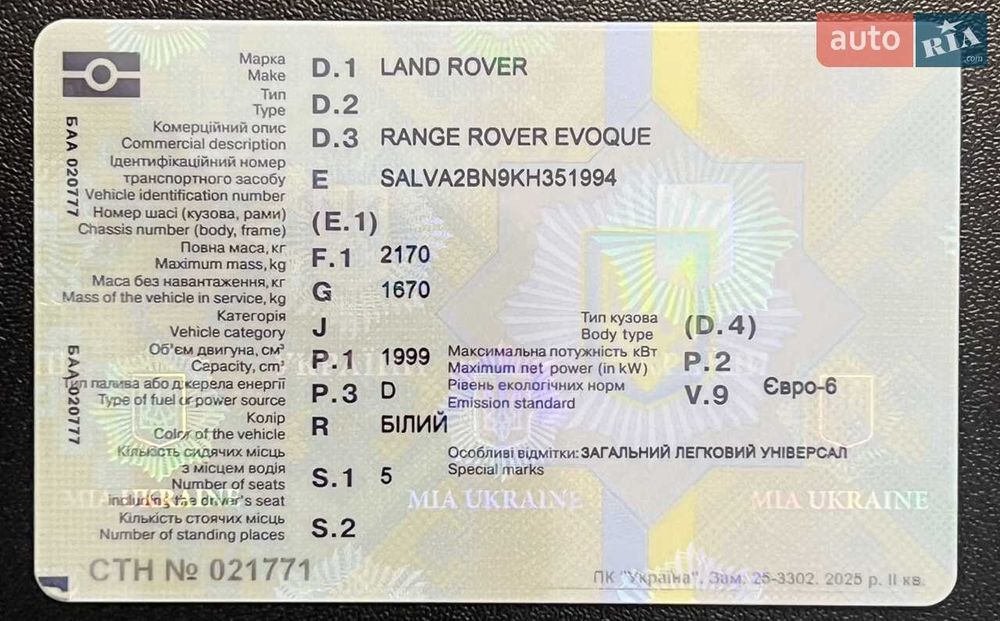 auto RIA .com
БАА 020777
Марка
Make D.1 LAND ROVER
Тип
Type D.2
Комерційний опис
Commercial description D.3 RANGE ROVER EVOQUE
Ідентифікаційний номер
транспортного засобу
Vehicle identification number E SALVA2BN9KH351994
Номер шасі (кузова, рами)
Chassis number (body, frame) (E.1)
Повна маса, кг
Maximum mass, kg F.1 2170
Маса без навантаження, кг
Mass of the vehicle in service, kg G 1670
Категорія
Vehicle category J
Тип кузова
Body type (D.4)
Об'єм двигуна, см³
Capacity, cm³ P.1 1999
Максимальна потужність кВт
Maximum net power (in kW) P.2
Тип палива або джерела енергії
Type of fuel or power source P.3 D
Рівень екологічних норм
Emission standard V.9 Євро-6
Колір
Color of the vehicle R БІЛИЙ
БАА 020777
Кількість сидячих місць
з місцем водія
Number of seats
including the driver's seat S.1 5
Особливі відмітки: ЗАГАЛЬНИЙ ЛЕГКОВИЙ УНІВЕРСАЛ
Special marks
MIA UKRAINE MIA UKRAINE MIA UKRAINE
Кількість стоячих місць
Number of standing places S.2
СТН № 021771
ПК "Україна". Зам. 25-3302. 2025 р. II кв.